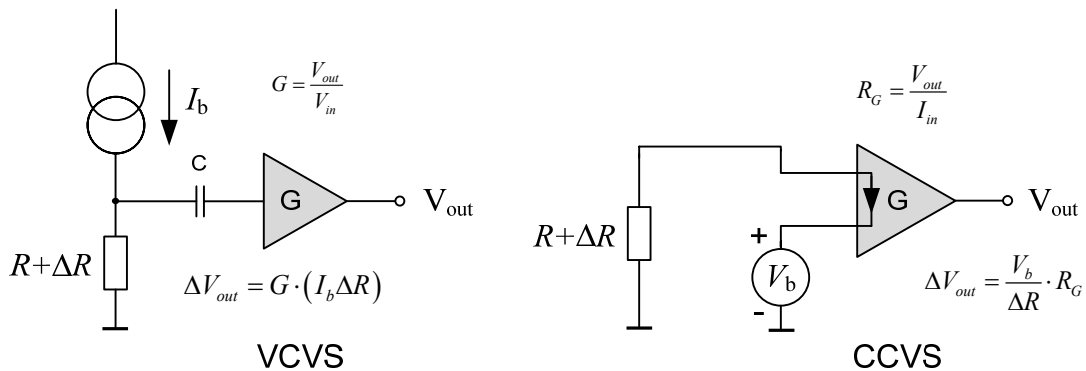 I_b
G = V_out / V_in
C
G
V_out
R+ΔR
ΔV_out = G·(I_bΔR)
VCVS
R_G = V_out / I_in
G
V_out
R+ΔR
+
V_b
-
ΔV_out = V_b / ΔR · R_G
CCVS